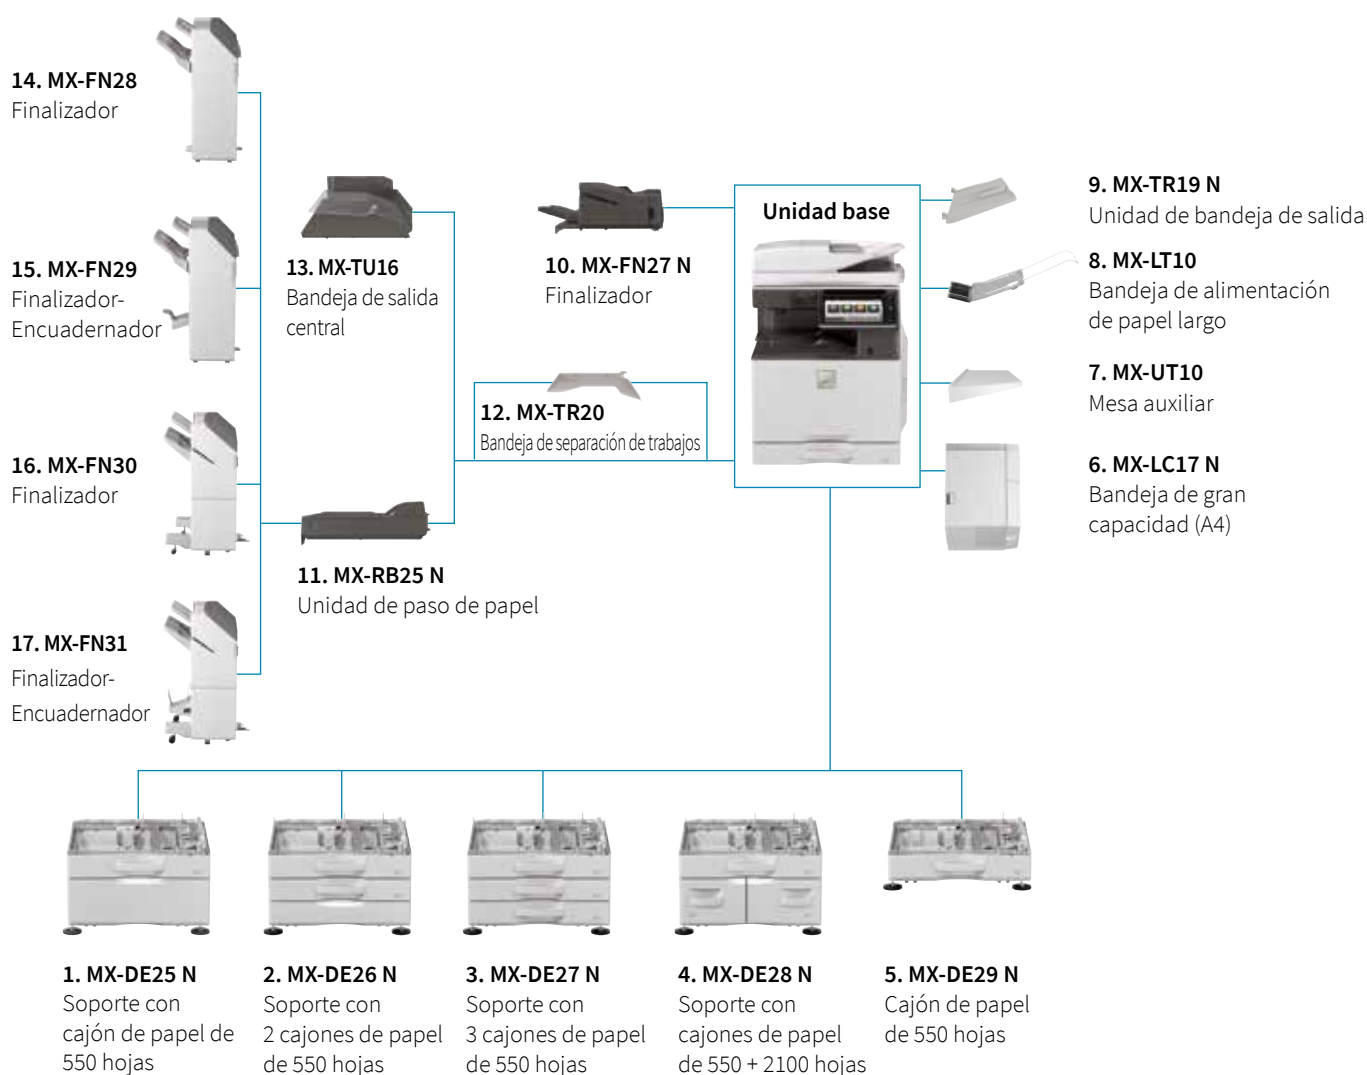 14. MX-FN28
Finalizador
15. MX-FN29
Finalizador-
Encuadernador
16. MX-FN30
Finalizador
17. MX-FN31
Finalizador-
Encuadernador
13. MX-TU16
Bandeja de salida
central
10. MX-FN27 N
Finalizador
12. MX-TR20
Bandeja de separación de trabajos
11. MX-RB25 N
Unidad de paso de papel
Unidad base
9. MX-TR19 N
Unidad de bandeja de salida
8. MX-LT10
Bandeja de alimentación
de papel largo
7. MX-UT10
Mesa auxiliar
6. MX-LC17 N
Bandeja de gran
capacidad (A4)
1. MX-DE25 N
Soporte con
cajón de papel de
550 hojas
2. MX-DE26 N
Soporte con
2 cajones de papel
de 550 hojas
3. MX-DE27 N
Soporte con
3 cajones de papel
de 550 hojas
4. MX-DE28 N
Soporte con
cajones de papel
de 550 + 2100 hojas
5. MX-DE29 N
Cajón de papel
de 550 hojas